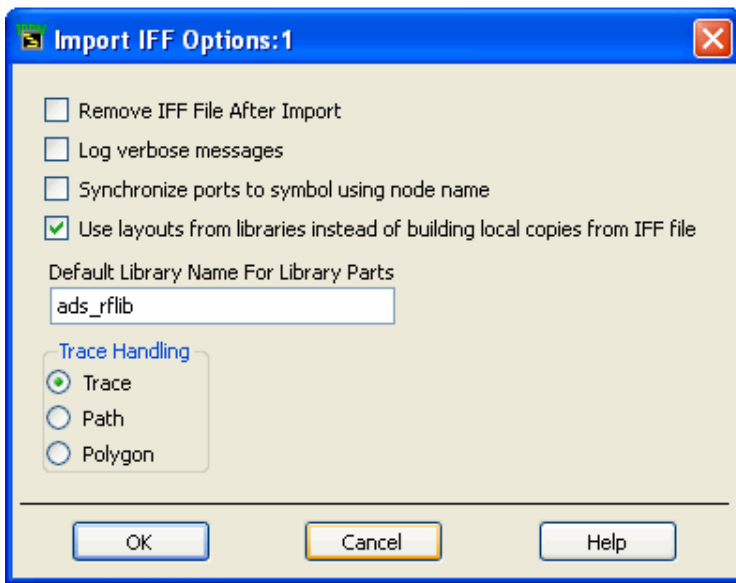 Import IFF Options:1
Remove IFF File After Import
Log verbose messages
Synchronize ports to symbol using node name
Use layouts from libraries instead of building local copies from IFF file
Default Library Name For Library Parts
ads_rflib
Trace Handling
Trace
Path
Polygon
OK Cancel Help